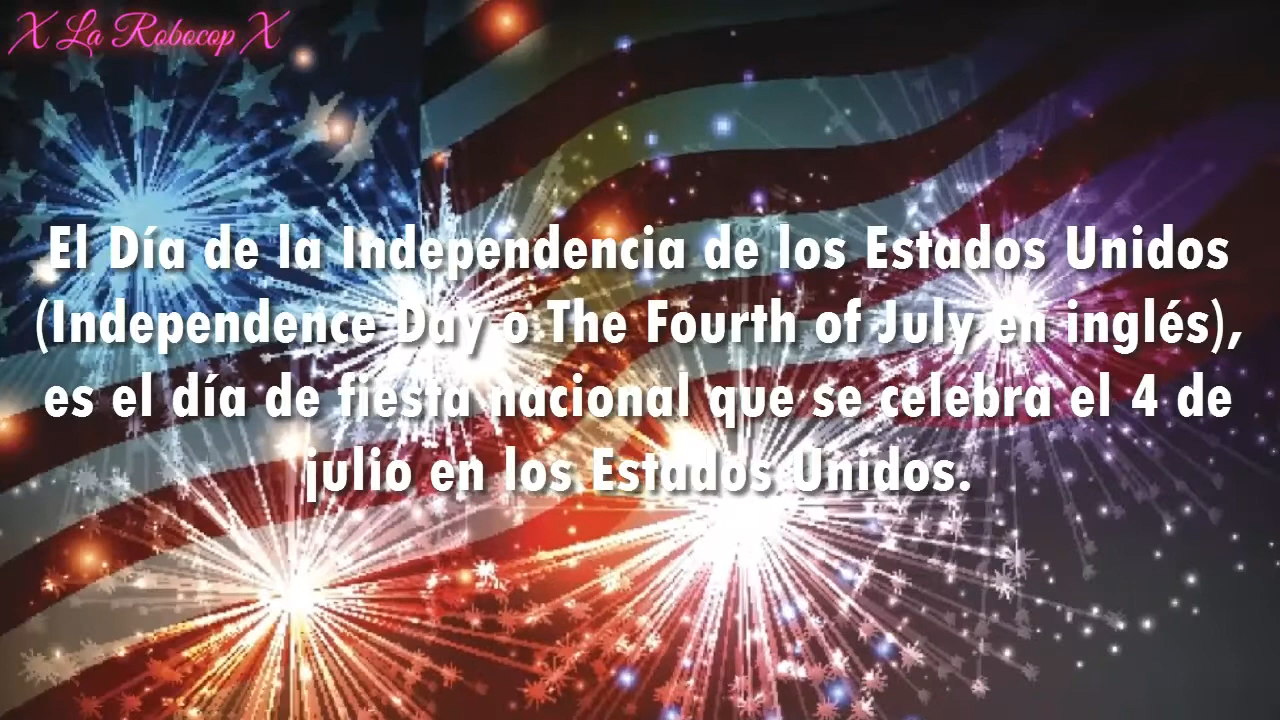 X La Robocop X
El Día de la Independencia de los Estados Unidos
(Independence Day o The Fourth of July, en inglés),
es el día de fiesta nacional que se celebra el 4 de
julio en los Estados Unidos.